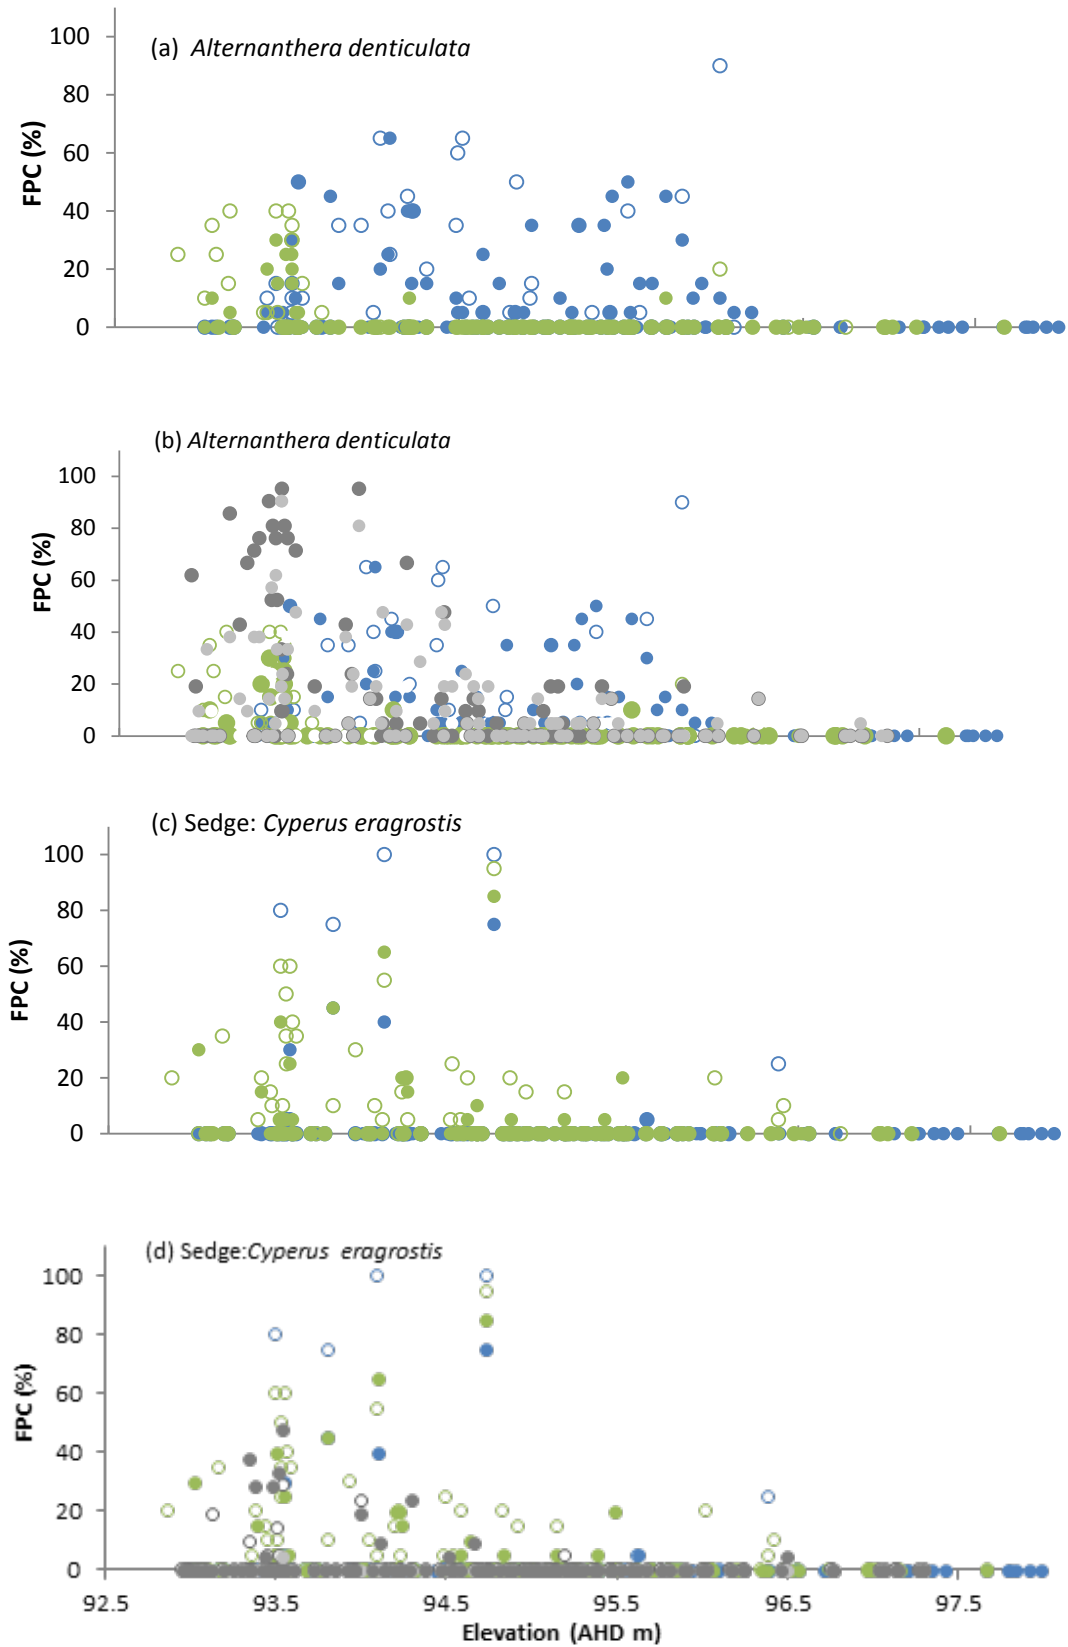 (a) Alternanthera denticulata
FPC (%)
100
80
60
40
20
0
(b) Alternanthera denticulata
FPC (%)
100
80
60
40
20
0
(c) Sedge: Cyperus eragrostis
FPC (%)
100
80
60
40
20
0
(d) Sedge:Cyperus eragrostis
FPC (%)
100
80
60
40
20
0
92.5 93.5 94.5 95.5 96.5 97.5
Elevation (AHD m)